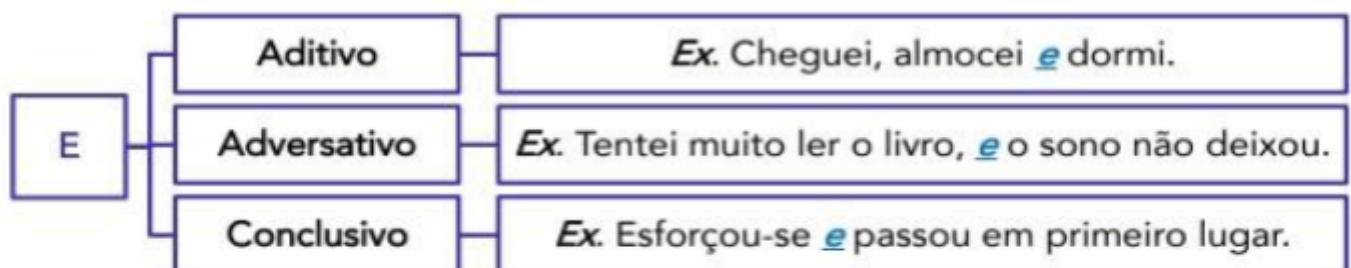 Aditivo
Ex. Cheguei, almocei e dormi.
E
Adversativo
Ex. Tentei muito ler o livro, e o sono não deixou.
Conclusivo
Ex. Esforçou-se e passou em primeiro lugar.